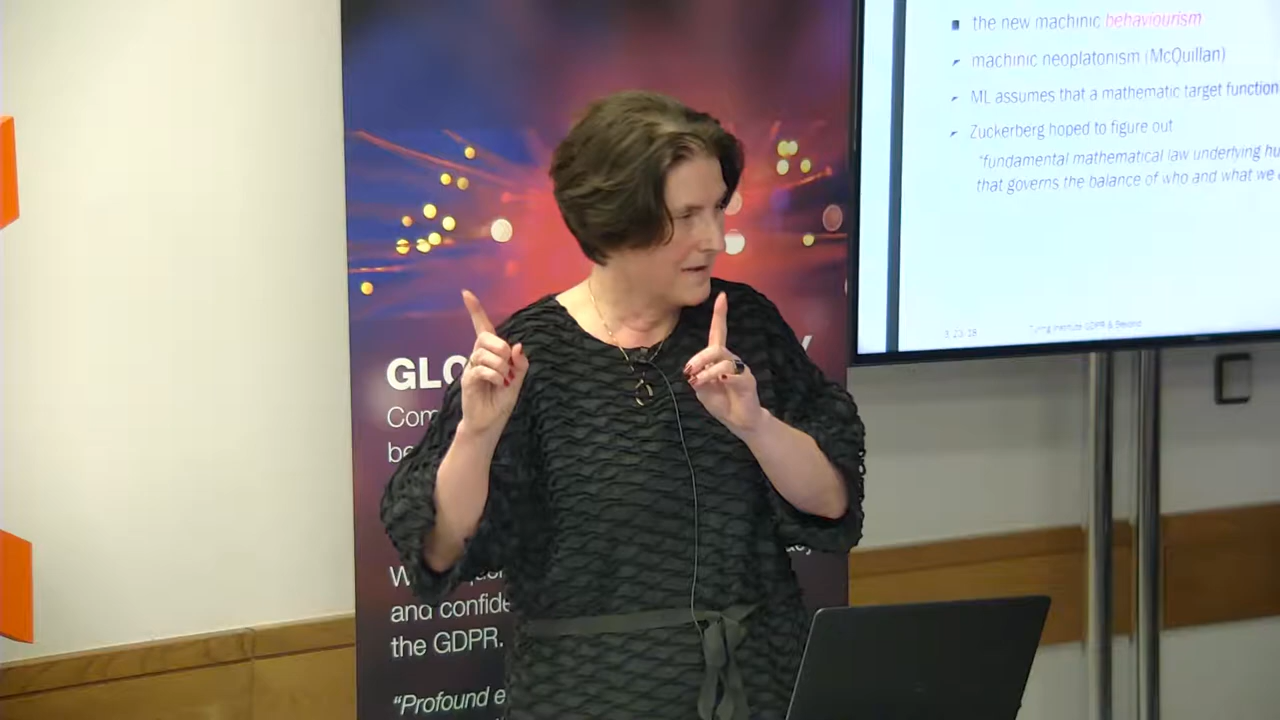 the new machinic behaviourism
machinic neoplatonism (McQuillan)
ML assumes that a mathematic target function
Zuckerberg hoped to figure out
"fundamental mathematical law underlying hu
that governs the balance of who and what we
Turing Institute GDPR & Beyond
GLO
Com
be
and confide
the GDPR.
“Profound e